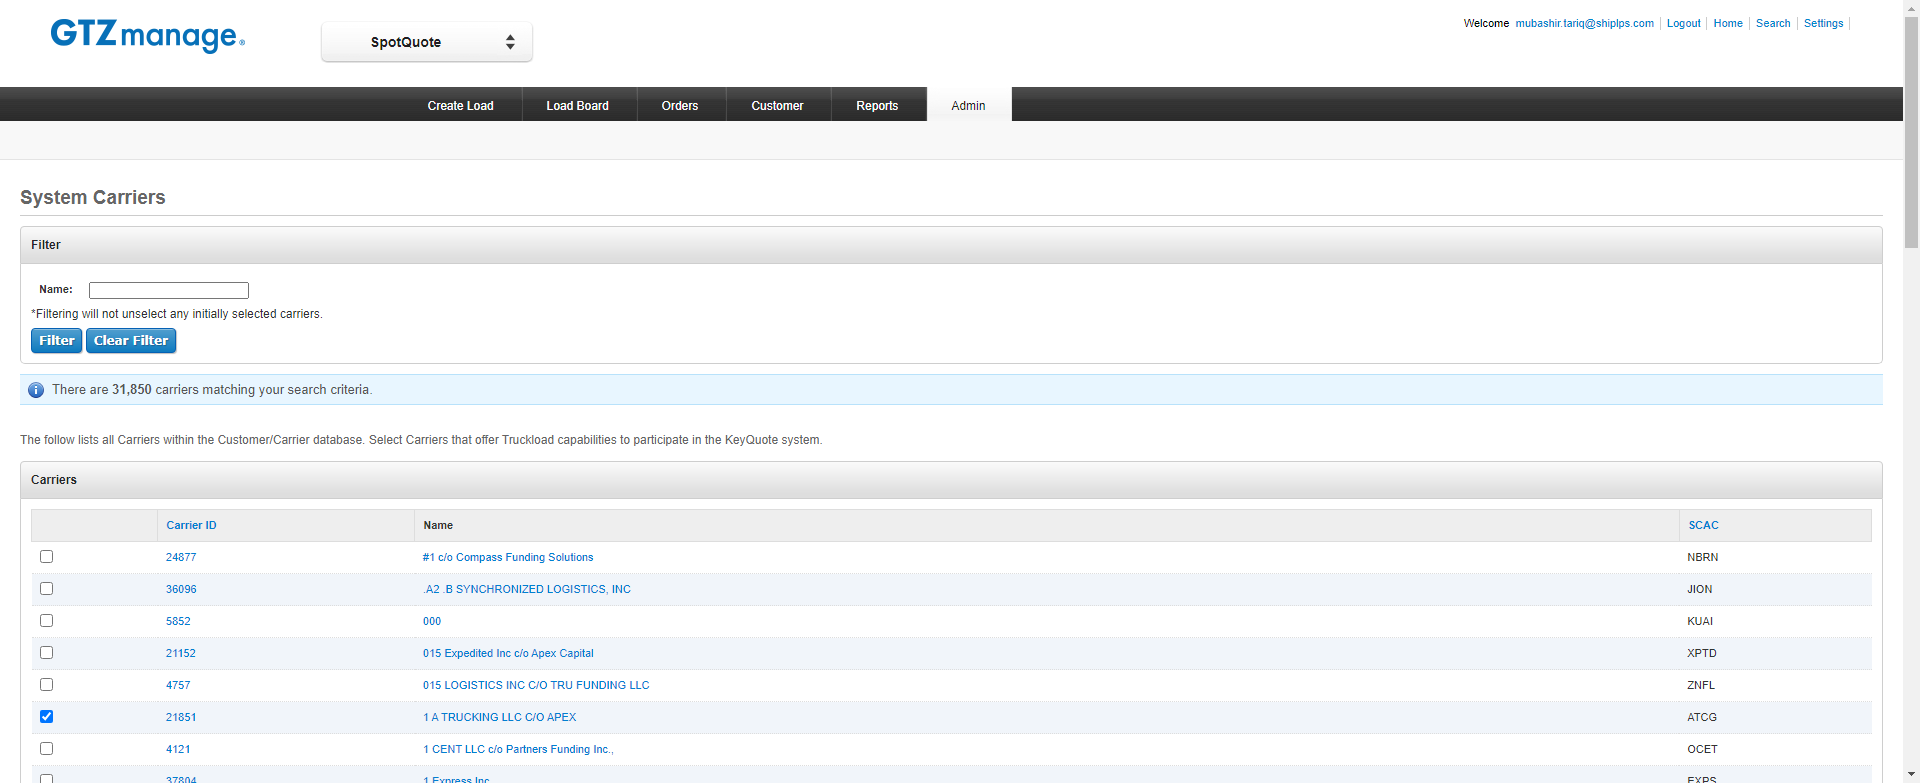 GTZmanage®
SpotQuote
Welcome mubashir.tariq@shiplps.com Logout Home Search Settings
Create Load Load Board Orders Customer Reports Admin
System Carriers
Filter
Name:
*Filtering will not unselect any initially selected carriers.
Filter Clear Filter
There are 31,850 carriers matching your search criteria.
The follow lists all Carriers within the Customer/Carrier database. Select Carriers that offer Truckload capabilities to participate in the KeyQuote system.
Carriers
Carrier ID Name SCAC
24877 #1 c/o Compass Funding Solutions NBRN
36096 .A2 .B SYNCHRONIZED LOGISTICS, INC JION
5852 000 KUAI
21152 015 Expedited Inc c/o Apex Capital XPTD
4757 015 LOGISTICS INC C/O TRU FUNDING LLC ZNFL
21851 1 A TRUCKING LLC C/O APEX ATCG
4121 1 CENT LLC c/o Partners Funding Inc., OCET
37804 1 Express Inc EXPS